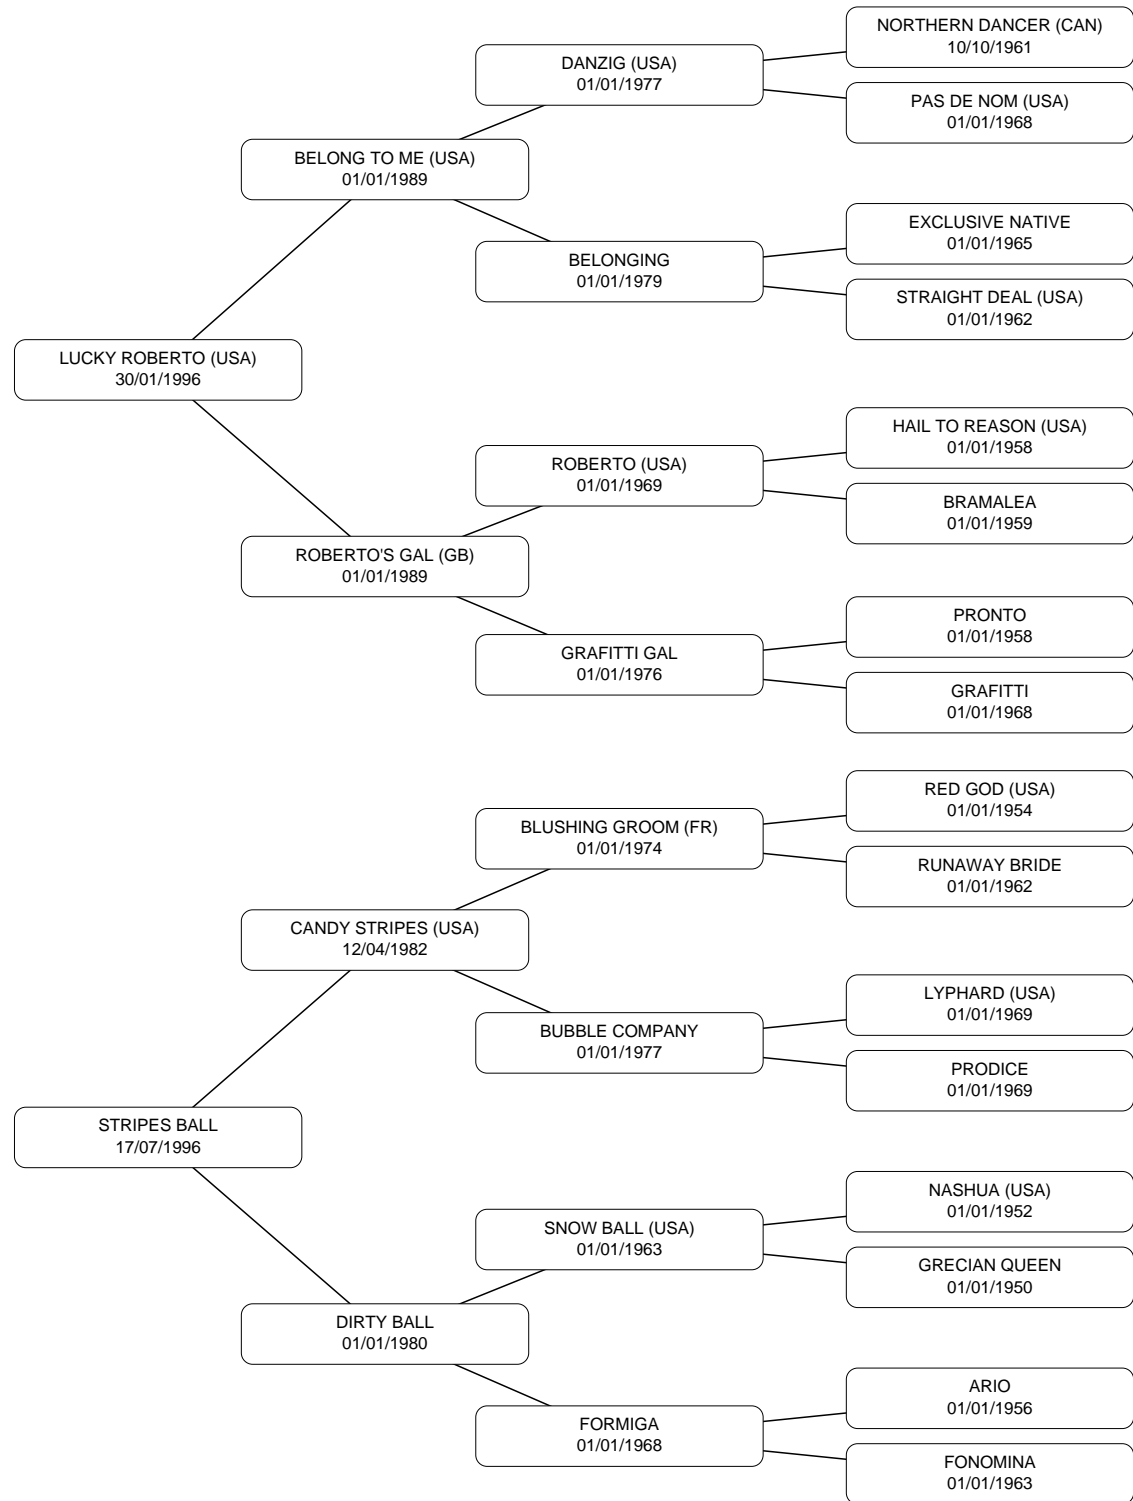 NORTHERN DANCER (CAN)
10/10/1961
DANZIG (USA)
01/01/1977
PAS DE NOM (USA)
01/01/1968
BELONG TO ME (USA)
01/01/1989
EXCLUSIVE NATIVE
01/01/1965
BELONGING
01/01/1979
STRAIGHT DEAL (USA)
01/01/1962
LUCKY ROBERTO (USA)
30/01/1996
HAIL TO REASON (USA)
01/01/1958
ROBERTO (USA)
01/01/1969
BRAMALEA
01/01/1959
ROBERTO'S GAL (GB)
01/01/1989
PRONTO
01/01/1958
GRAFITTI GAL
01/01/1976
GRAFITTI
01/01/1968
RED GOD (USA)
01/01/1954
BLUSHING GROOM (FR)
01/01/1974
RUNAWAY BRIDE
01/01/1962
CANDY STRIPES (USA)
12/04/1982
LYPHARD (USA)
01/01/1969
BUBBLE COMPANY
01/01/1977
PRODICE
01/01/1969
STRIPES BALL
17/07/1996
NASHUA (USA)
01/01/1952
SNOW BALL (USA)
01/01/1963
GRECIAN QUEEN
01/01/1950
DIRTY BALL
01/01/1980
ARIO
01/01/1956
FORMIGA
01/01/1968
FONOMINA
01/01/1963